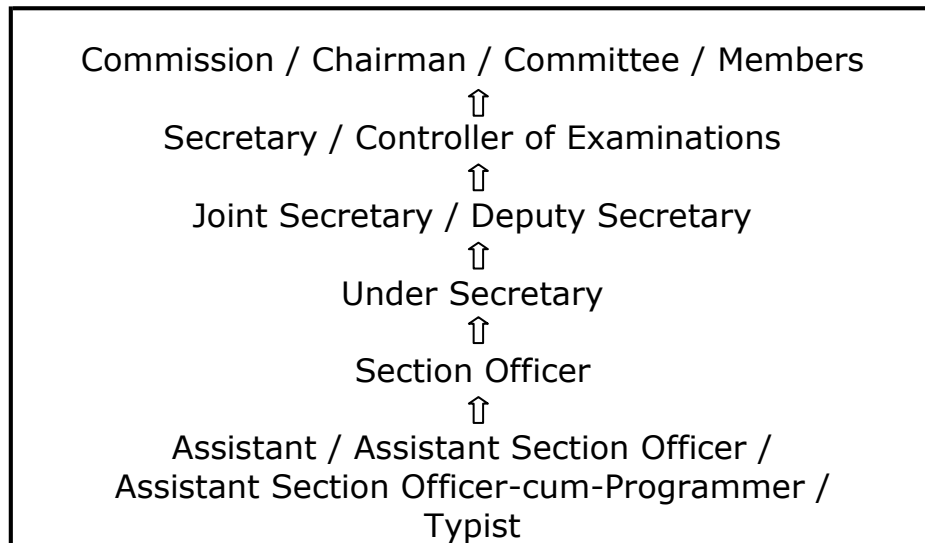 Commission / Chairman / Committee / Members
⇧
Secretary / Controller of Examinations
⇧
Joint Secretary / Deputy Secretary
⇧
Under Secretary
⇧
Section Officer
⇧
Assistant / Assistant Section Officer /
Assistant Section Officer-cum-Programmer /
Typist